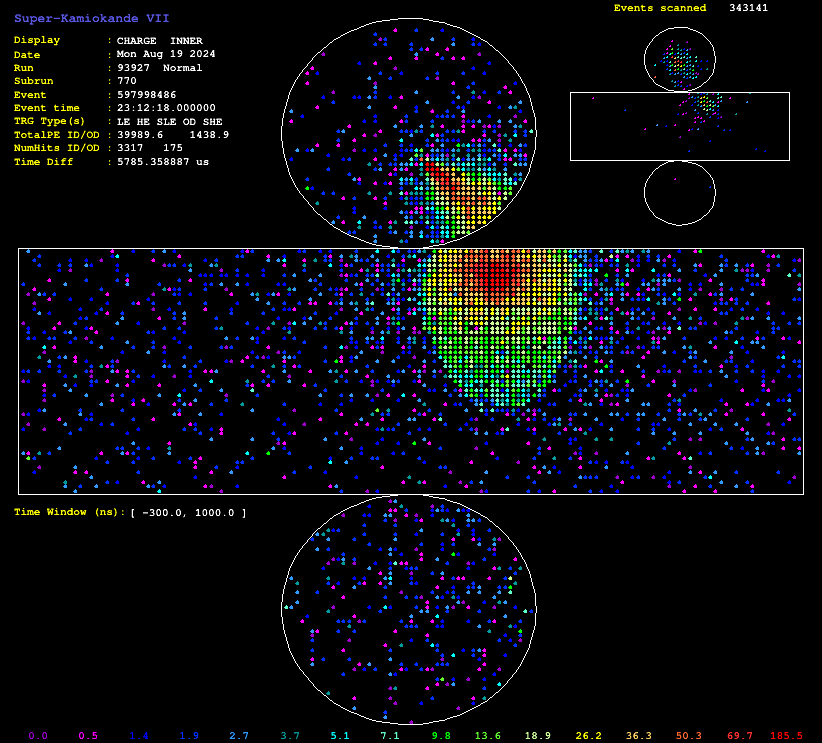 Super-Kamiokande VII
Events scanned 343141
Display : CHARGE INNER
Date : Mon Aug 19 2024
Run : 93927 Normal
Subrun : 770
Event : 597998486
Event time : 23:12:18.000000
TRG Type(s) : LE HE SLE OD SHE
TotalPE ID/OD : 39989.6 1438.9
NumHits ID/OD : 3317 175
Time Diff : 5785.358887 us
Time Window (ns): [ -300.0, 1000.0 ]
0.0 0.5 1.4 1.9 2.7 3.7 5.1 7.1 9.8 13.6 18.9 26.2 36.3 50.3 69.7 185.5